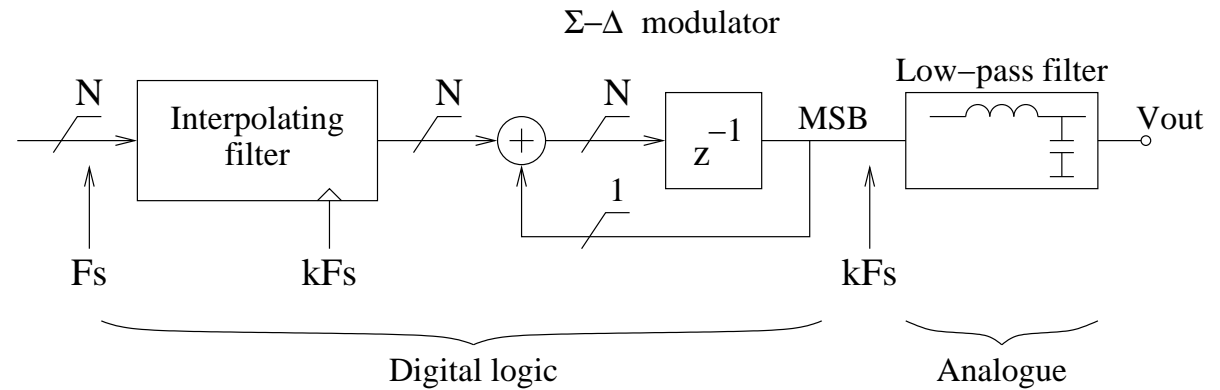 Σ−Δ modulator
N
Interpolating
filter
N
+
N
z−1
MSB
Low−pass filter
Vout
1
Fs
kFs
kFs
Digital logic
Analogue